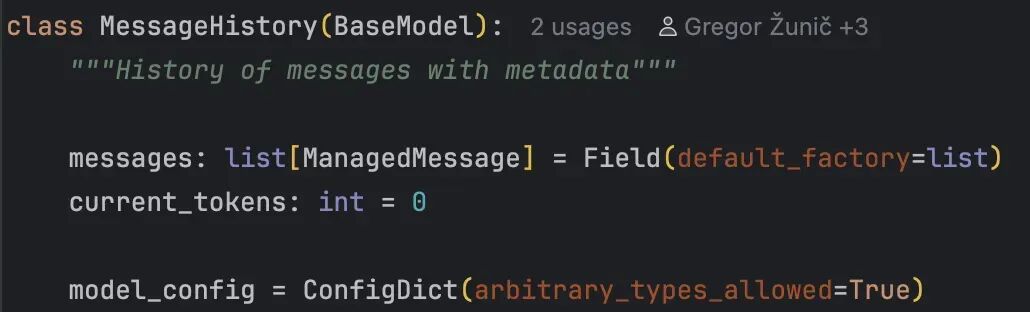 class MessageHistory(BaseModel): 2 usages Gregor Žunič +3
"""History of messages with metadata"""
messages: list[ManagedMessage] = Field(default_factory=list)
current_tokens: int = 0
model_config = ConfigDict(arbitrary_types_allowed=True)